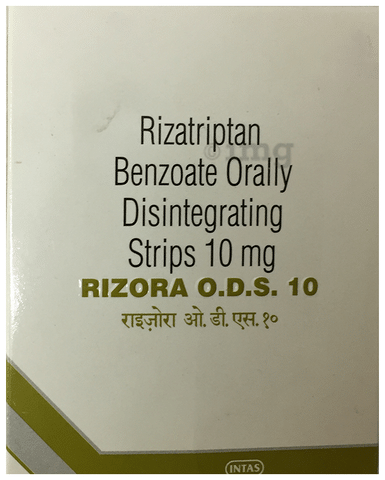 Rizatriptan
Benzoate Orally
Disintegrating
Strips 10 mg
RIZORA O.D.S. 10
राइज़ोरा ओ. डी. एस. १०
INTAS